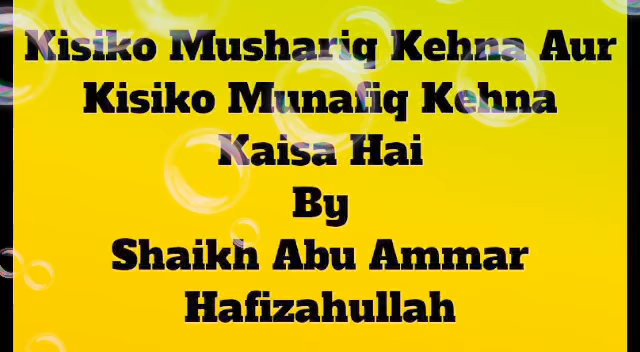 Kisiko Mushariq Kehna Aur
Kisiko Munafiq Kehna
Kaisa Hai
By
Shaikh Abu Ammar
Hafizahullah